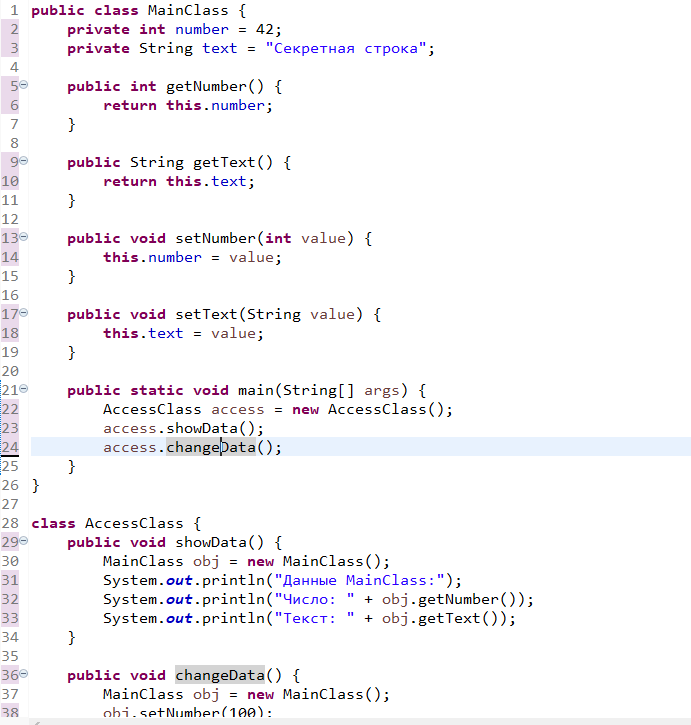 1 public class MainClass {
2     private int number = 42;
3     private String text = "Секретная строка";
4
5     public int getNumber() {
6         return this.number;
7     }
8
9     public String getText() {
10         return this.text;
11     }
12
13     public void setNumber(int value) {
14         this.number = value;
15     }
16
17     public void setText(String value) {
18         this.text = value;
19     }
20
21     public static void main(String[] args) {
22         AccessClass access = new AccessClass();
23         access.showData();
24         access.changeData();
25     }
26 }
27
28 class AccessClass {
29     public void showData() {
30         MainClass obj = new MainClass();
31         System.out.println("Данные MainClass:");
32         System.out.println("Число: " + obj.getNumber());
33         System.out.println("Текст: " + obj.getText());
34     }
35
36     public void changeData() {
37         MainClass obj = new MainClass();
38         obj.setNumber(100);